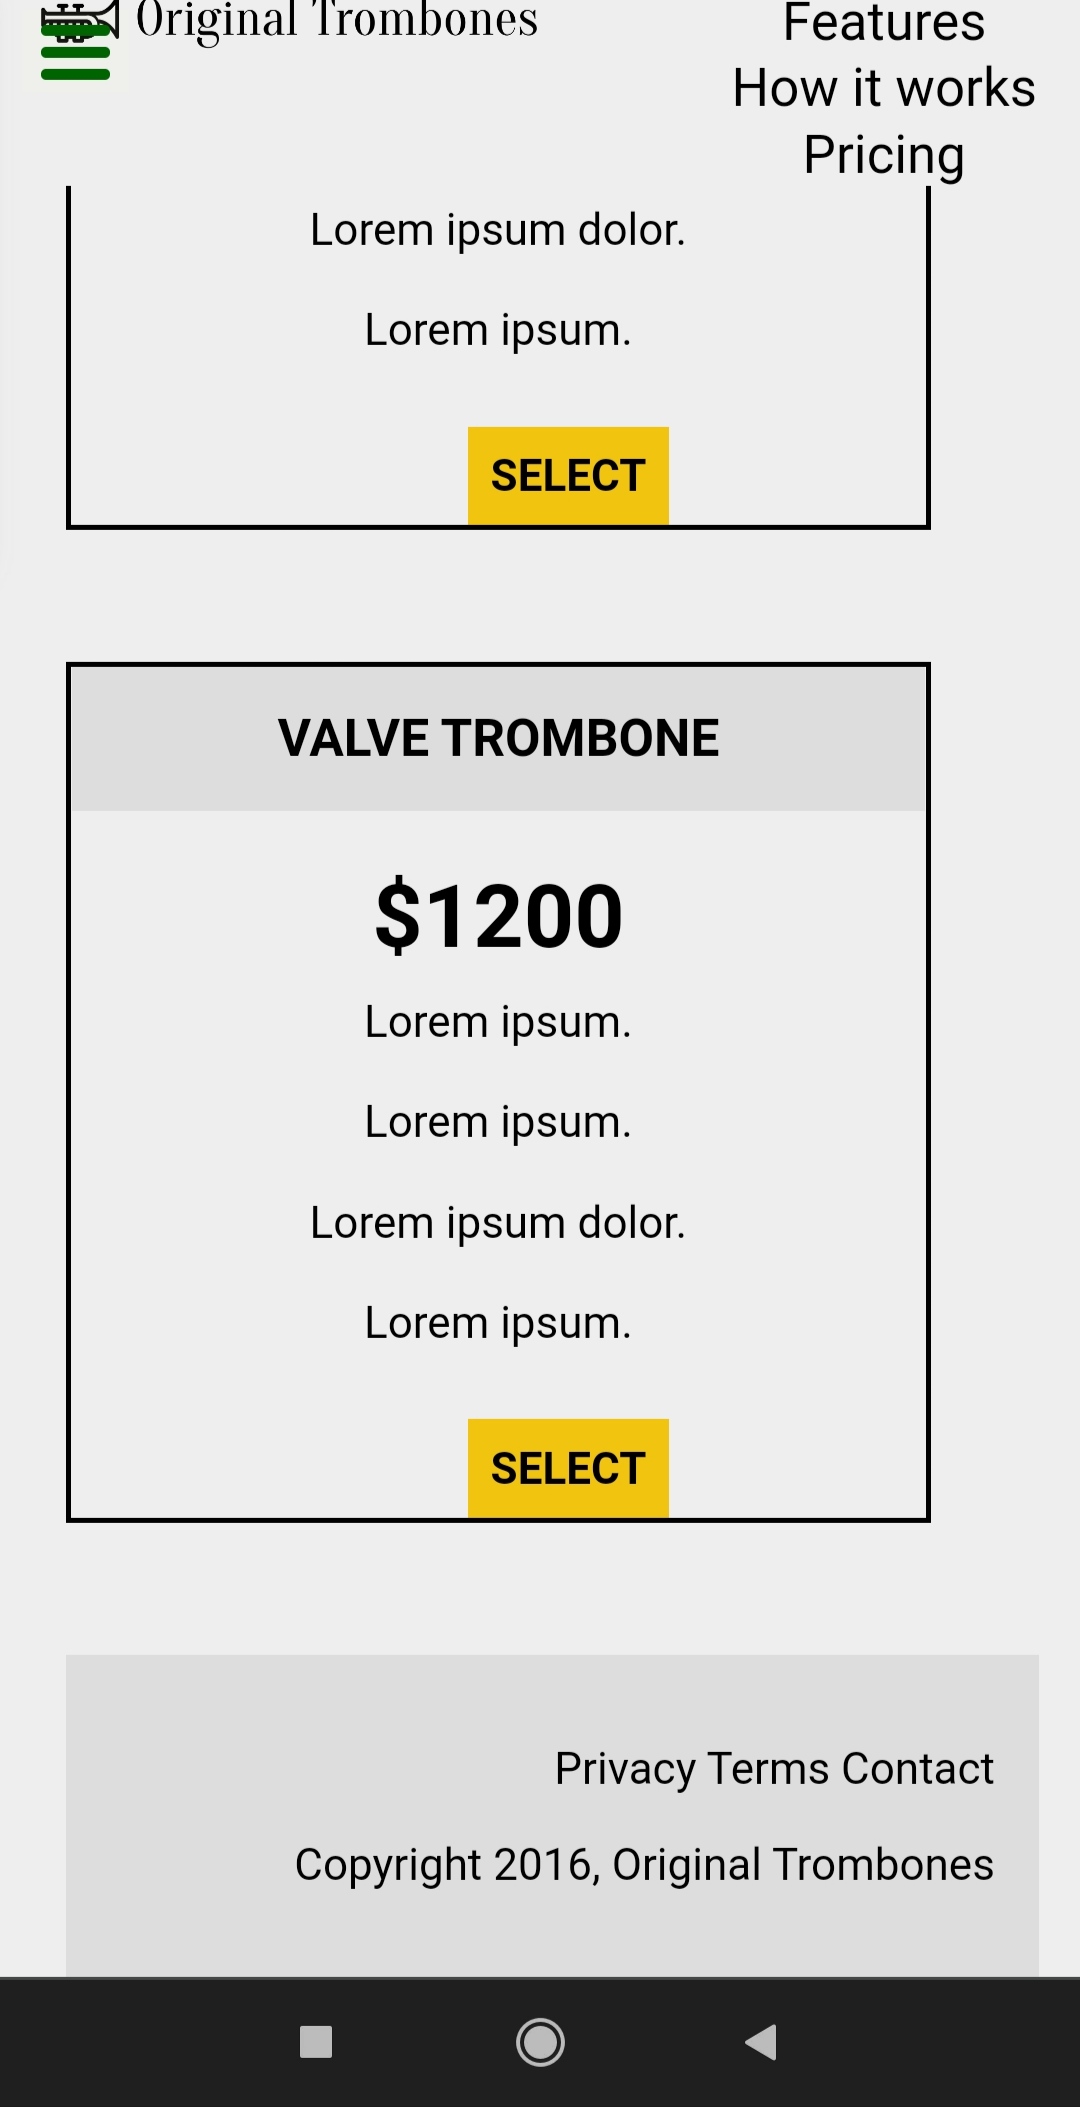 Original Trombones
Features
How it works
Pricing
Lorem ipsum dolor.
Lorem ipsum.
SELECT
VALVE TROMBONE
$1200
Lorem ipsum.
Lorem ipsum.
Lorem ipsum dolor.
Lorem ipsum.
SELECT
Privacy Terms Contact
Copyright 2016, Original Trombones